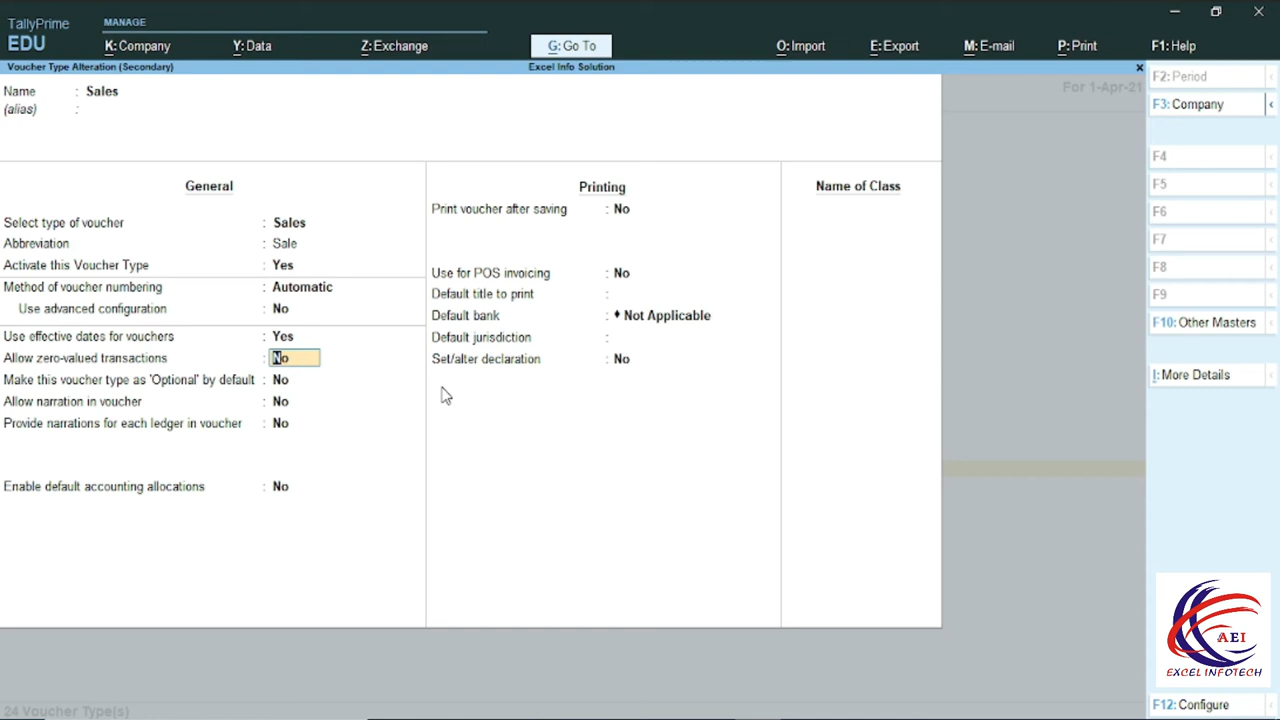 TallyPrime
EDU
MANAGE
K: Company
Y: Data
Z: Exchange
G: Go To
O: Import
E: Export
M: E-mail
P: Print
F1: Help
Voucher Type Alteration (Secondary)
Excel Info Solution
x
Name : Sales
(alias) :
For 1-Apr-21
General
Select type of voucher : Sales
Abbreviation : Sale
Activate this Voucher Type : Yes
Method of voucher numbering : Automatic
Use advanced configuration : No
Use effective dates for vouchers : Yes
Allow zero-valued transactions : No
Make this voucher type as 'Optional' by default : No
Allow narration in voucher : No
Provide narrations for each ledger in voucher : No
Enable default accounting allocations : No
Printing
Print voucher after saving : No
Use for POS invoicing : No
Default title to print :
Default bank : ♦ Not Applicable
Default jurisdiction :
Set/alter declaration : No
Name of Class
F2: Period
F3: Company
F4
F5
F6
F7
F8
F9
F10: Other Masters
I: More Details
AEI
EXCEL INFOTECH
F12: Configure
24 Voucher Type(s)